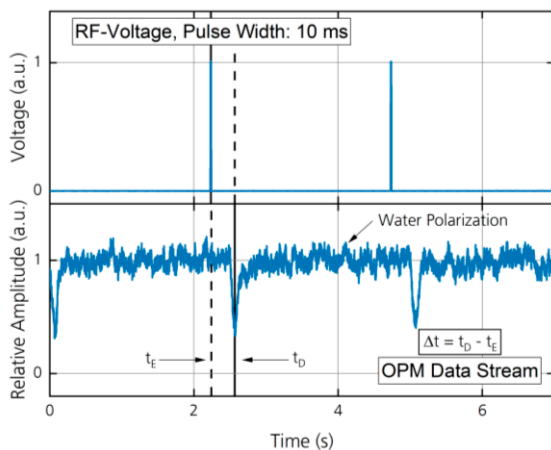 RF-Voltage, Pulse Width: 10 ms
Voltage (a.u.)
1
0
Water Polarization
Relative Amplitude (a.u.)
1
0
t_E
t_D
Δt = t_D - t_E
OPM Data Stream
0
2
4
6
Time (s)